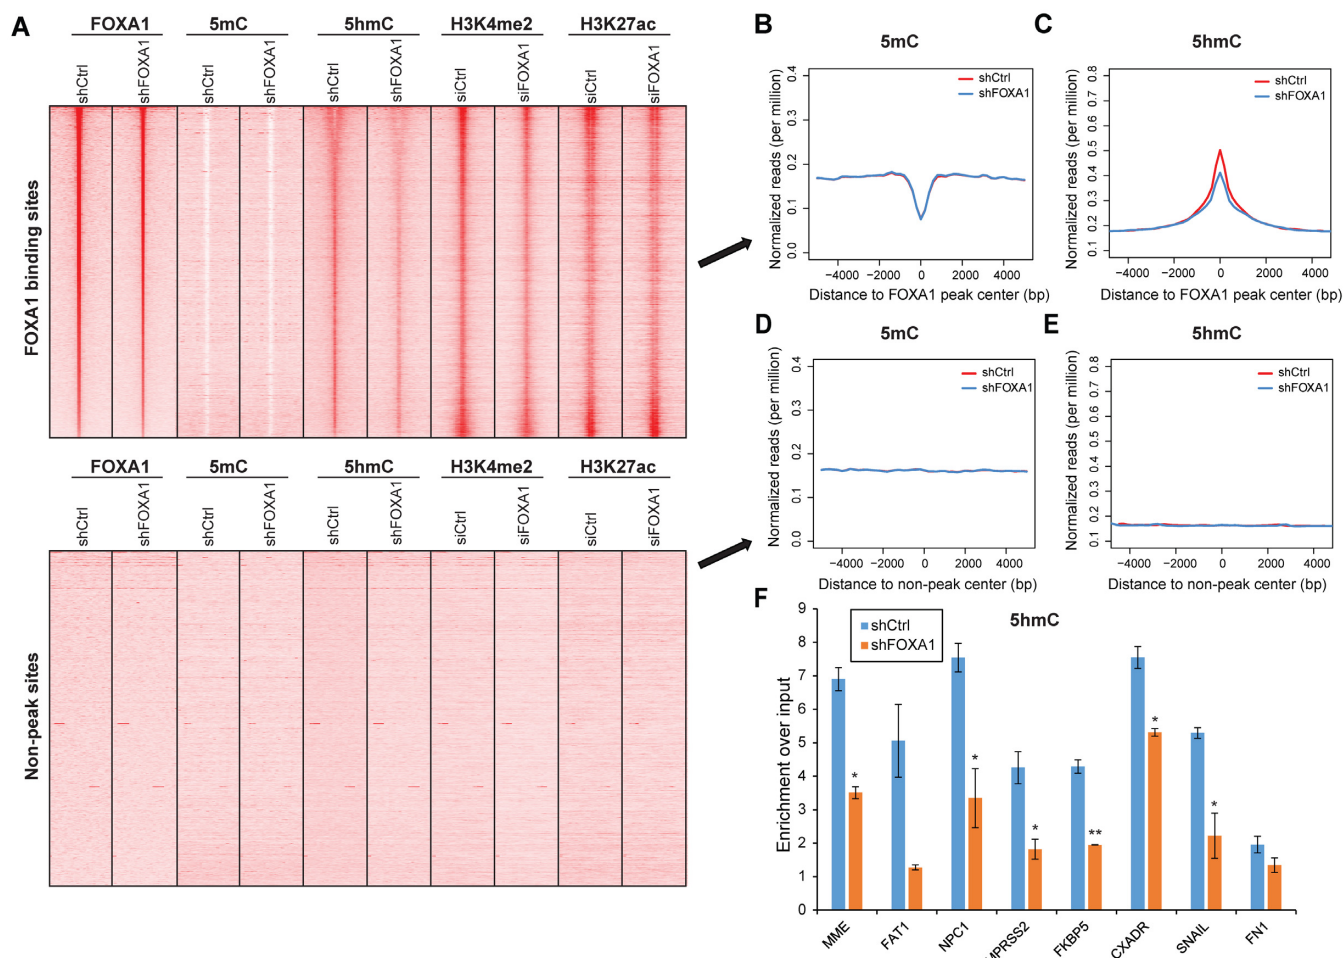 A
FOXA1 5mC 5hmC H3K4me2 H3K27ac
shCtrl shFOXA1 shCtrl shFOXA1 shCtrl shFOXA1 siCtrl siFOXA1 siCtrl siFOXA1
FOXA1 binding sites
FOXA1 5mC 5hmC H3K4me2 H3K27ac
shCtrl shFOXA1 shCtrl shFOXA1 shCtrl shFOXA1 siCtrl siFOXA1 siCtrl siFOXA1
Non-peak sites
B
5mC
shCtrl
shFOXA1
Normalized reads (per million)
0.4
0.3
0.2
0.1
0.0
−4000 −2000 0 2000 4000
Distance to FOXA1 peak center (bp)
C
5hmC
shCtrl
shFOXA1
Normalized reads (per million)
0.8
0.7
0.6
0.5
0.4
0.3
0.2
0.1
−4000 −2000 0 2000 4000
Distance to FOXA1 peak center (bp)
D
5mC
shCtrl
shFOXA1
Normalized reads (per million)
0.4
0.3
0.2
0.1
0.0
−4000 −2000 0 2000 4000
Distance to non-peak center (bp)
E
5hmC
shCtrl
shFOXA1
Normalized reads (per million)
0.8
0.7
0.6
0.5
0.4
0.3
0.2
0.1
−4000 −2000 0 2000 4000
Distance to non-peak center (bp)
F
5hmC
shCtrl
shFOXA1
Enrichment over input
9
8
7
6
5
4
3
2
1
0
* * * ** * *
MME FAT1 NPC1 MPRSS2 FKBP5 CXADR SNAIL FN1